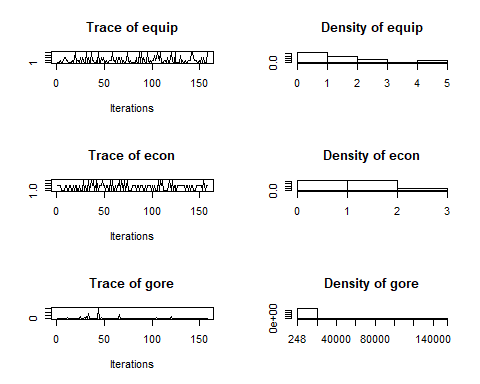 Trace of equip
Density of equip
1
0 50 100 150
Iterations
0.0
0 1 2 3 4 5
Trace of econ
Density of econ
1.0
0 50 100 150
Iterations
0.0
0 1 2 3
Trace of gore
Density of gore
0
0 50 100 150
Iterations
0e+00
248 40000 80000 140000